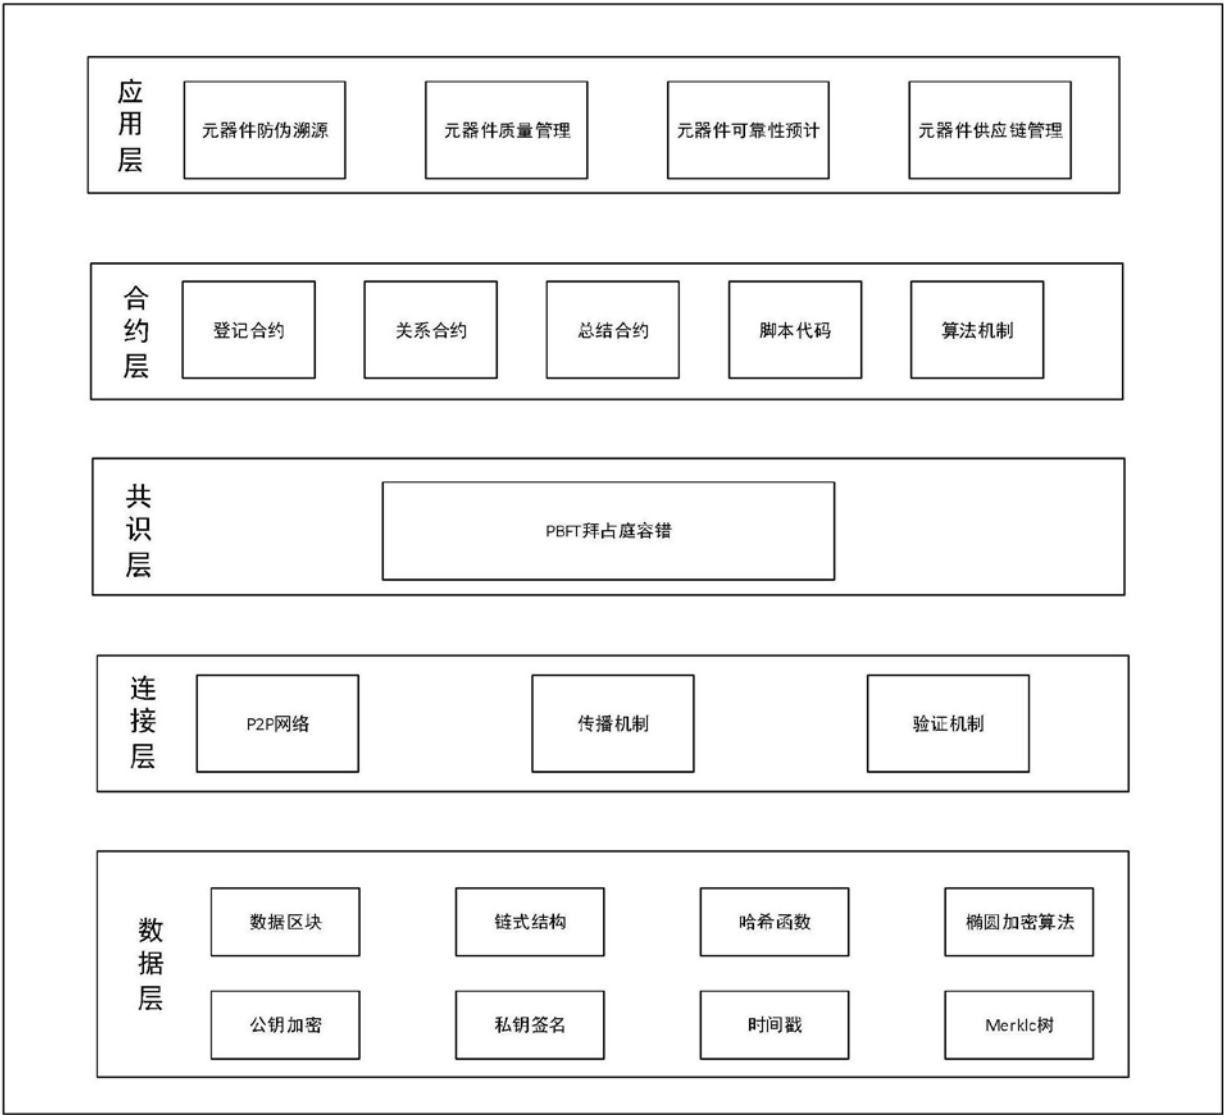 应用层
元器件防伪溯源
元器件质量管理
元器件可靠性预计
元器件供应链管理
合约层
登记合约
关系合约
总结合约
脚本代码
算法机制
共识层
PBFT拜占庭容错
连接层
P2P网络
传播机制
验证机制
数据层
数据区块
链式结构
哈希函数
椭圆加密算法
公钥加密
私钥签名
时间戳
Merklc树